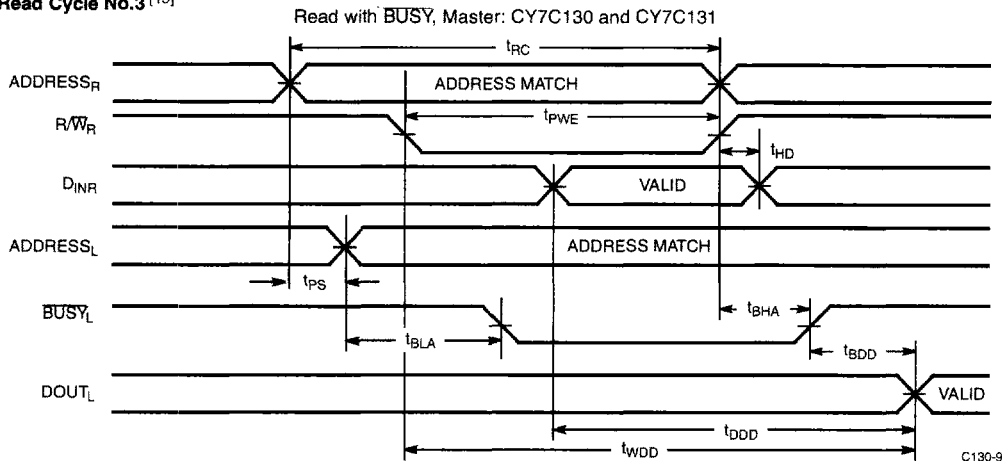 Read Cycle No.3 [15]
Read with BUSY, Master: CY7C130 and CY7C131
tRC
ADDRESSR
ADDRESS MATCH
R/WR
tPWE
tHD
DINR
VALID
ADDRESSL
ADDRESS MATCH
tPS
BUSYL
tBHA
tBLA
tBDD
DOUTL
VALID
tDDD
tWDD
C130-9